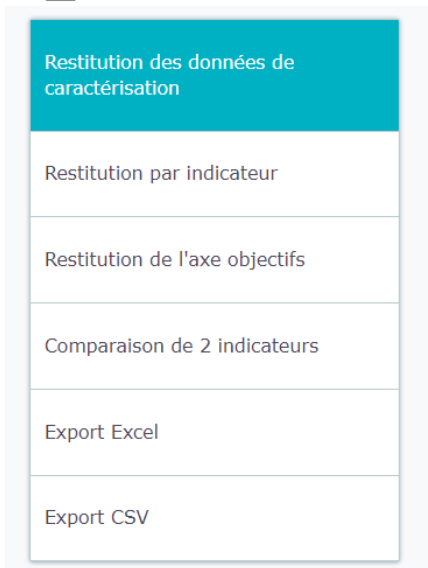 Restitution des données de
caractérisation
Restitution par indicateur
Restitution de l'axe objectifs
Comparaison de 2 indicateurs
Export Excel
Export CSV